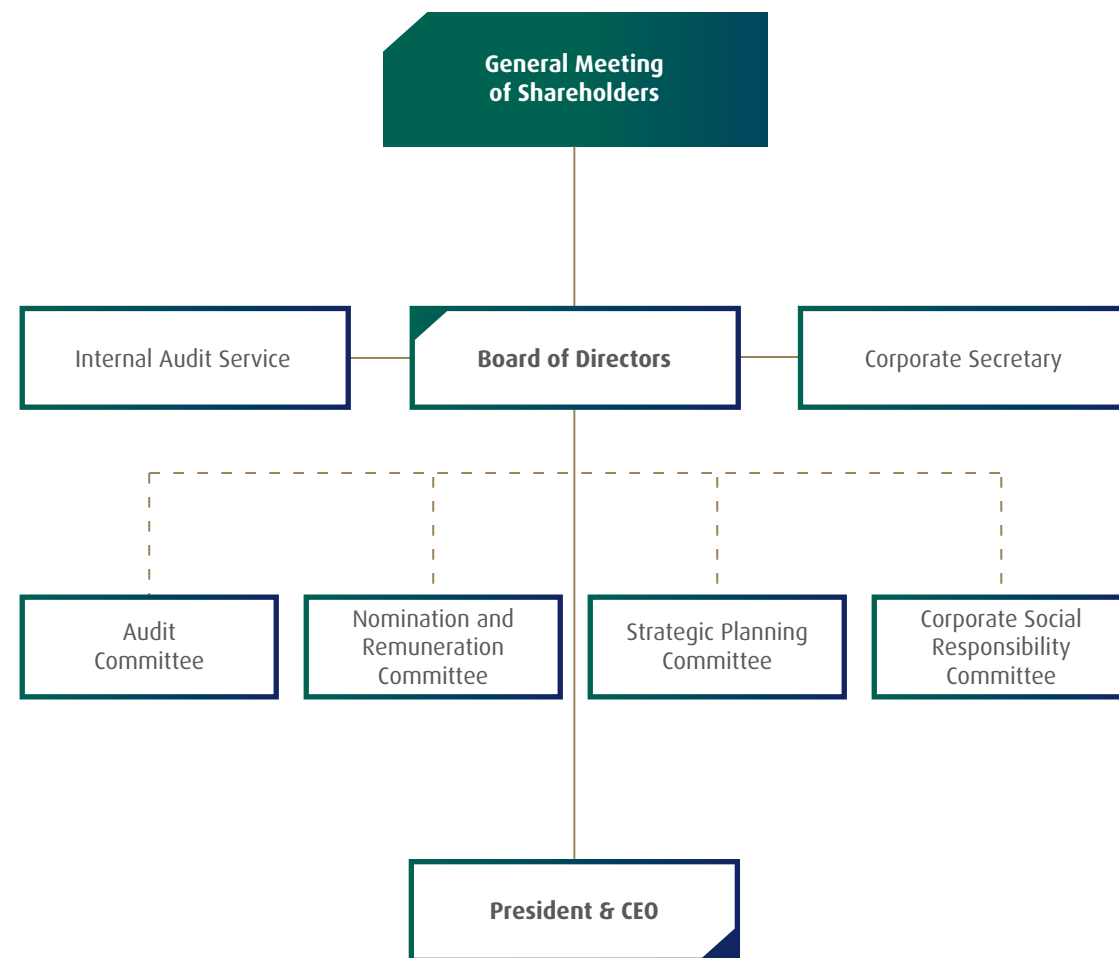 General Meeting
of Shareholders
Internal Audit Service
Board of Directors
Corporate Secretary
Audit
Committee
Nomination and
Remuneration
Committee
Strategic Planning
Committee
Corporate Social
Responsibility
Committee
President & CEO